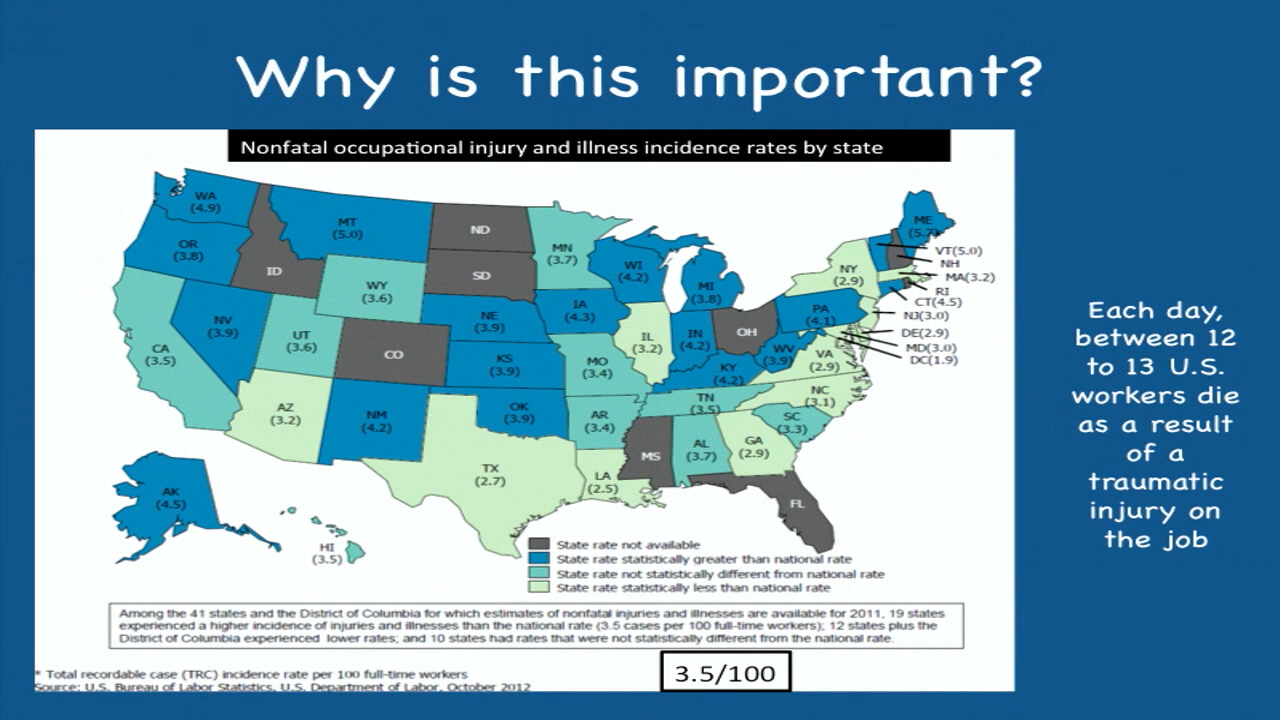 Why is this important?
Nonfatal occupational injury and illness incidence rates by state
WA
(4.9)
OR
(3.8)
CA
(3.5)
NV
(3.9)
ID
MT
(5.0)
WY
(3.6)
UT
(3.6)
CO
AZ
(3.2)
NM
(4.2)
ND
SD
NE
(3.9)
KS
(3.9)
OK
(3.9)
TX
(2.7)
MN
(3.7)
IA
(4.3)
MO
(3.4)
AR
(3.4)
LA
(2.5)
WI
(4.2)
IL
(3.2)
MI
(3.8)
IN
(4.2)
OH
KY
(4.2)
TN
(3.5)
MS
AL
(3.7)
GA
(2.9)
FL
SC
(3.3)
NC
(3.1)
VA
(2.9)
WV
(3.9)
PA
(4.1)
NY
(2.9)
ME
(5.7)
VT(5.0)
NH
MA(3.2)
RI
CT(4.5)
NJ(3.0)
DE(2.9)
MD(3.0)
DC(1.9)
AK
(4.5)
HI
(3.5)
State rate not available
State rate statistically greater than national rate
State rate not statistically different from national rate
State rate statistically less than national rate
Among the 41 states and the District of Columbia for which estimates of nonfatal injuries and illnesses are available for 2011, 19 states
experienced a higher incidence of injuries and illnesses than the national rate (3.5 cases per 100 full-time workers); 12 states plus the
District of Columbia experienced lower rates; and 10 states had rates that were not statistically different from the national rate.
* Total recordable case (TRC) incidence rate per 100 full-time workers
Source: U.S. Bureau of Labor Statistics, U.S. Department of Labor, October 2012
3.5/100
Each day,
between 12
to 13 U.S.
workers die
as a result
of a
traumatic
injury on
the job